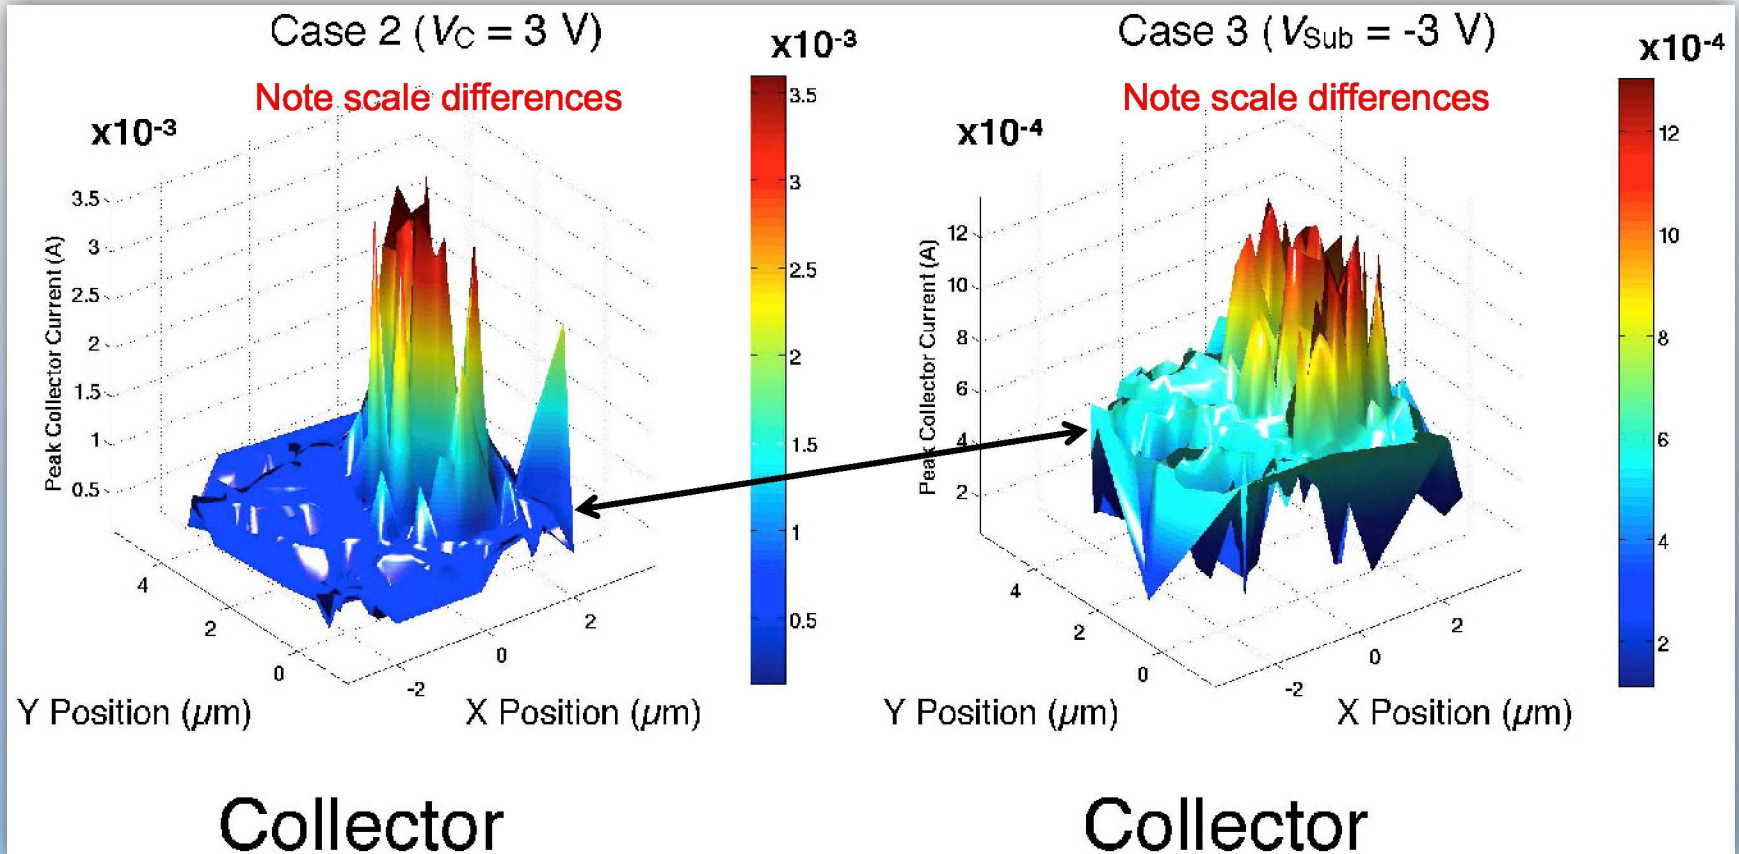 Case 2 (VC = 3 V)
Note scale differences
x10-3
x10-3
3.5
3
2.5
2
1.5
1
0.5
Peak Collector Current (A)
4
2
0
-2
0
2
Y Position (µm)
X Position (µm)
3.5
3
2.5
2
1.5
1
0.5
Collector
Case 3 (VSub = -3 V)
Note scale differences
x10-4
x10-4
12
10
8
6
4
2
Peak Collector Current (A)
4
2
0
-2
0
2
Y Position (µm)
X Position (µm)
12
10
8
6
4
2
Collector